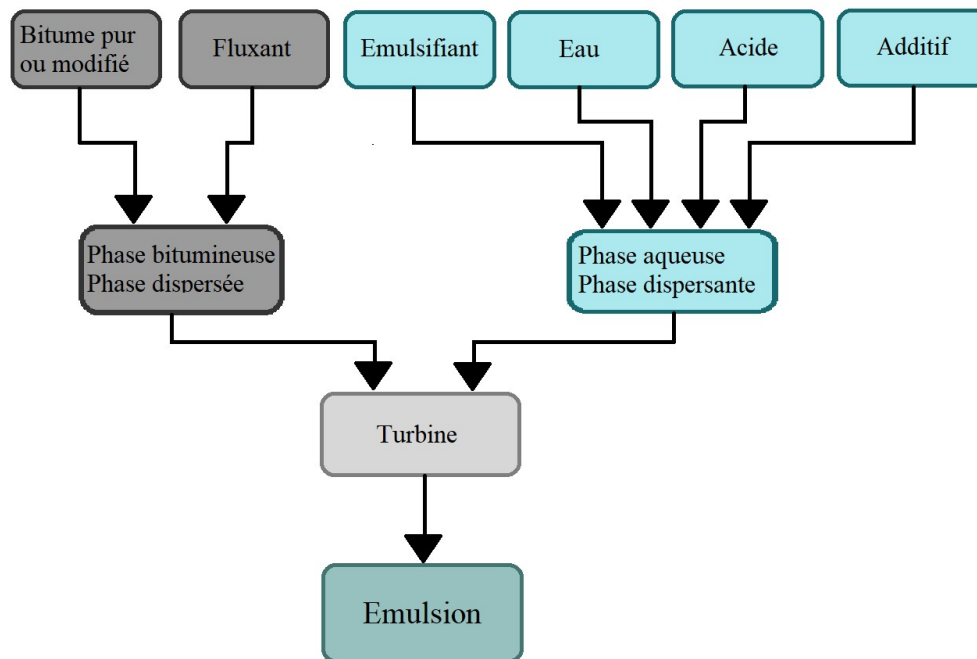 Bitume pur
ou modifié
Fluxant
Emulsifiant
Eau
Acide
Additif
Phase bitumineuse
Phase dispersée
Phase aqueuse
Phase dispersante
Turbine
Emulsion